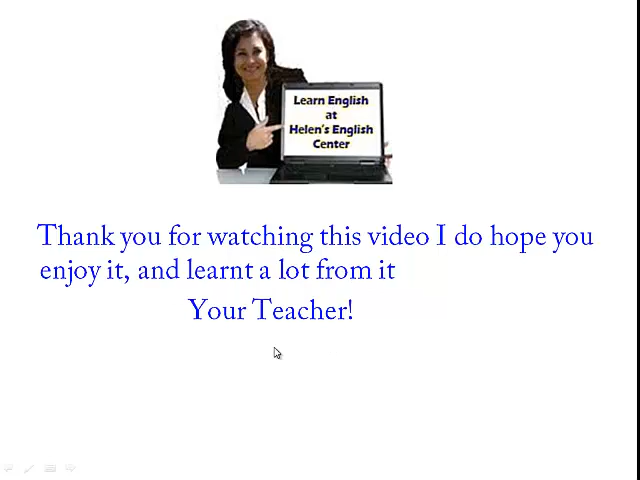 Learn English
at
Helen's English
Center
Thank you for watching this video I do hope you
enjoy it, and learnt a lot from it
Your Teacher!